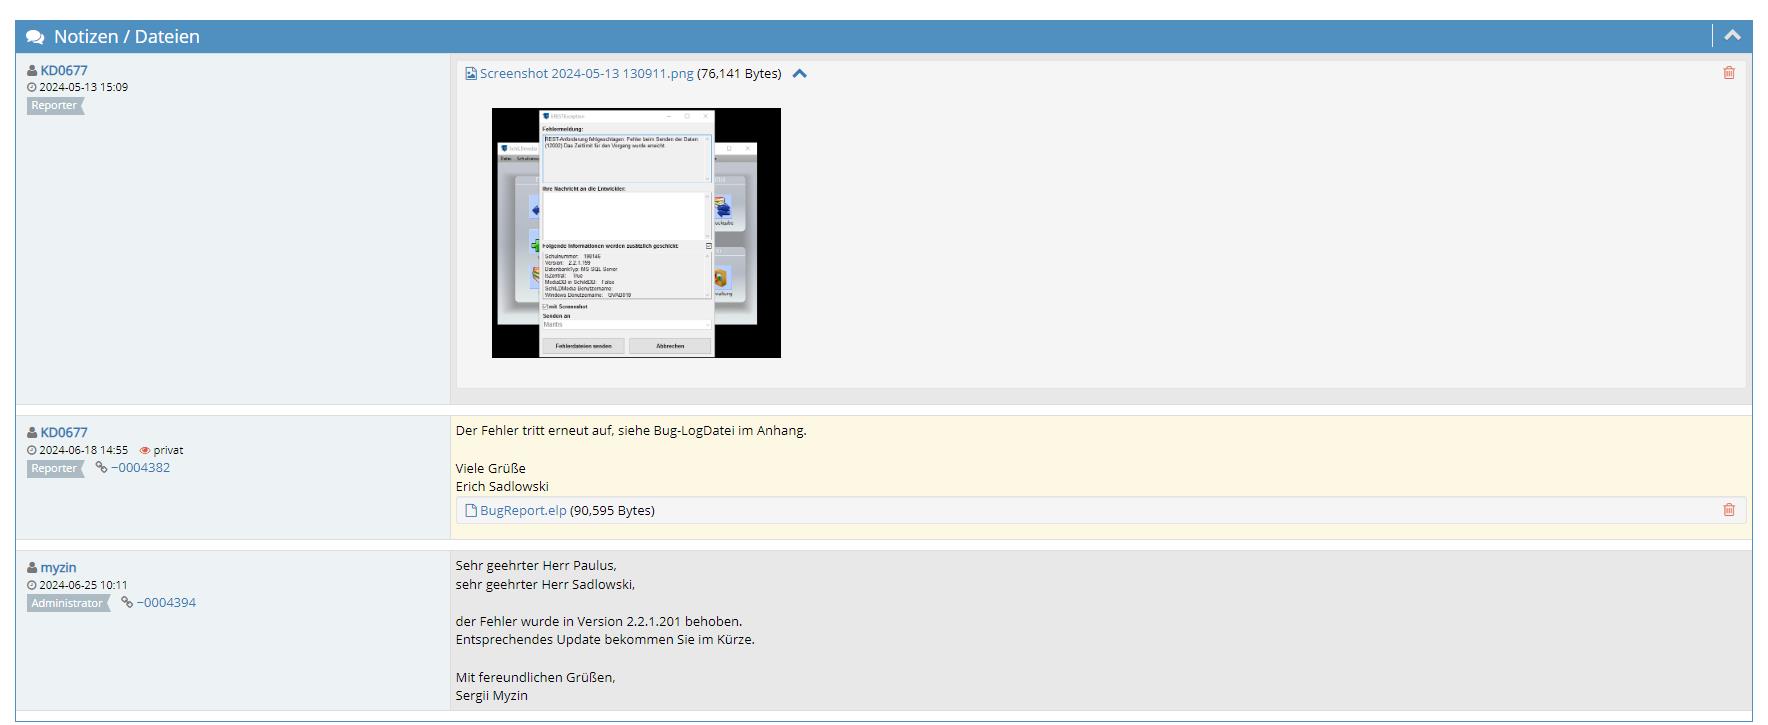 Notizen / Dateien
KD0677
2024-05-13 15:09
Reporter
Screenshot 2024-05-13 130911.png (76,141 Bytes)
Fehlermeldung:
REST-Anforderung fehlgeschlagen: Fehler beim Senden der Daten:
(12002) Das Zeitlimit für den Vorgang wurde erreicht.
Ihre Nachricht an die Entwickler:
Folgende Informationen werden zusätzlich geschickt:
Version: 2.2.1.199
DatenbankTyp: MS SQL Server
IsZentral: True
MediaDB in SchildDB: False
SchILDMedia Benutzername:
Windows Benutzername:
mit Screenshot
Senden an
Mantis
Fehlerdateien senden
Abbrechen
KD0677
2024-06-18 14:55 privat
Reporter ~0004382
Der Fehler tritt erneut auf, siehe Bug-LogDatei im Anhang.
Viele Grüße
Erich Sadlowski
BugReport.elp (90,595 Bytes)
myzin
2024-06-25 10:11
Administrator ~0004394
Sehr geehrter Herr Paulus,
sehr geehrter Herr Sadlowski,
der Fehler wurde in Version 2.2.1.201 behoben.
Entsprechendes Update bekommen Sie im Kürze.
Mit fereundlichen Grüßen,
Sergii Myzin